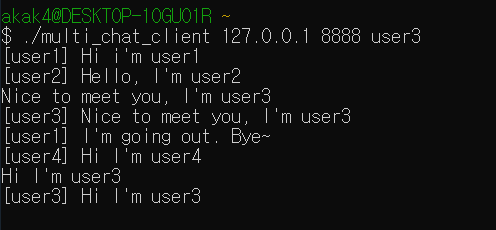 akak4@DESKTOP-10GU01R ~
$ ./multi_chat_client 127.0.0.1 8888 user3
[user1] Hi i'm user1
[user2] Hello, I'm user2
Nice to meet you, I'm user3
[user3] Nice to meet you, I'm user3
[user1] I'm going out. Bye~
[user4] Hi I'm user4
Hi I'm user3
[user3] Hi I'm user3